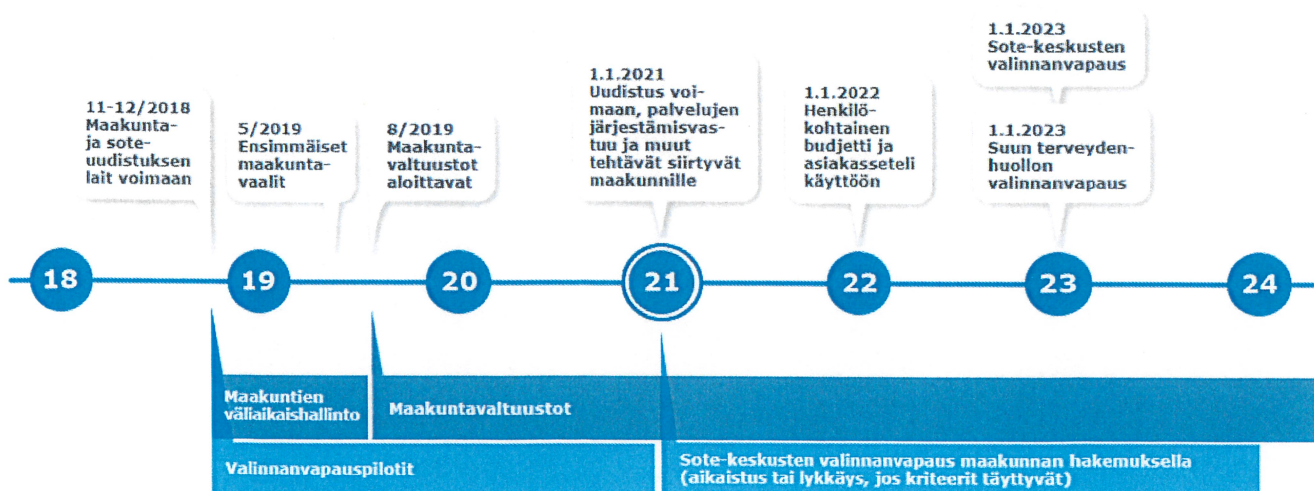 11-12/2018
Maakunta-
ja sote-
uudistuksen
lait voimaan
5/2019
Ensimmäiset
maakunta-
vaalit
8/2019
Maakunta-
valtuustot
aloittavat
1.1.2021
Uudistus voi-
maan, palvelujen
järjestämisvas-
tuu ja muut
tehtävät siirtyvät
maakunnille
1.1.2022
Henkilö-
kohtainen
budjetti ja
asiakasseteli
käyttöön
1.1.2023
Sote-keskusten
valinnanvapaus
1.1.2023
Suun terveyden-
huollon
valinnanvapaus
18
19
20
21
22
23
24
Maakuntien
väliaikaishallinto
Maakuntavaltuustot
Valinnanvapauspilotit
Sote-keskusten valinnanvapaus maakunnan hakemuksella
(aikaistus tai lykkäys, jos kriteerit täyttyvät)